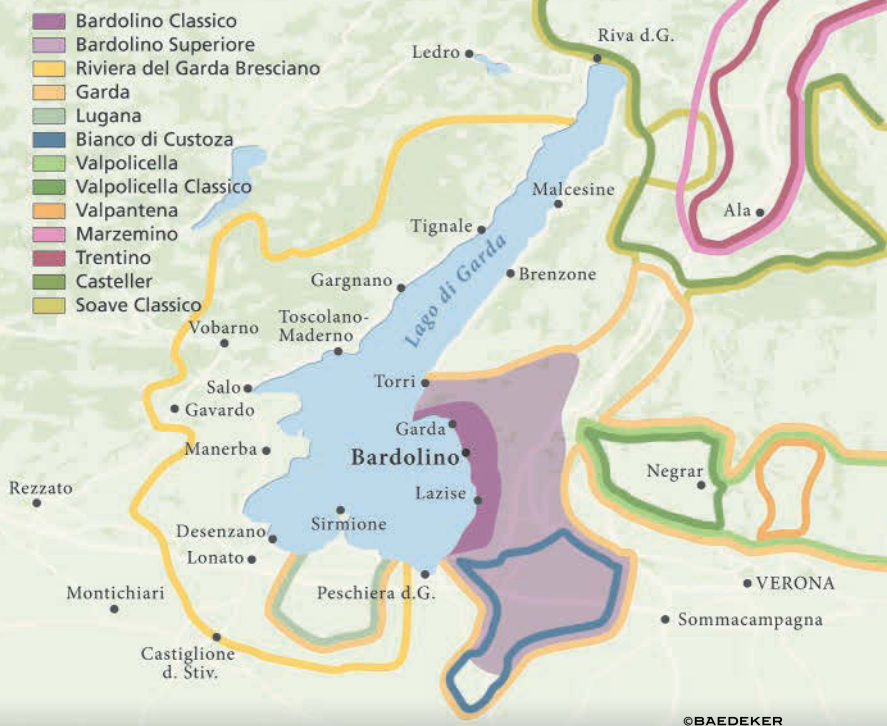 Bardolino Classico
Bardolino Superiore
Riviera del Garda Bresciano
Garda
Lugana
Bianco di Custoza
Valpolicella
Valpolicella Classico
Valpantena
Marzemino
Trentino
Casteller
Soave Classico
Riva d.G.
Ledro
Malcesine
Ala
Tignale
Lago di Garda
Brenzone
Gargnano
Toscolano-
Maderno
Vobarno
Torri
Salo
Gavardo
Garda
Manerba
Bardolino
Negrar
Rezzato
Lazise
Sirmione
Desenzano
Lonato
Peschiera d.G.
VERONA
Montichiari
Sommacampagna
Castiglione
d. Stiv.
©BAEDEKER